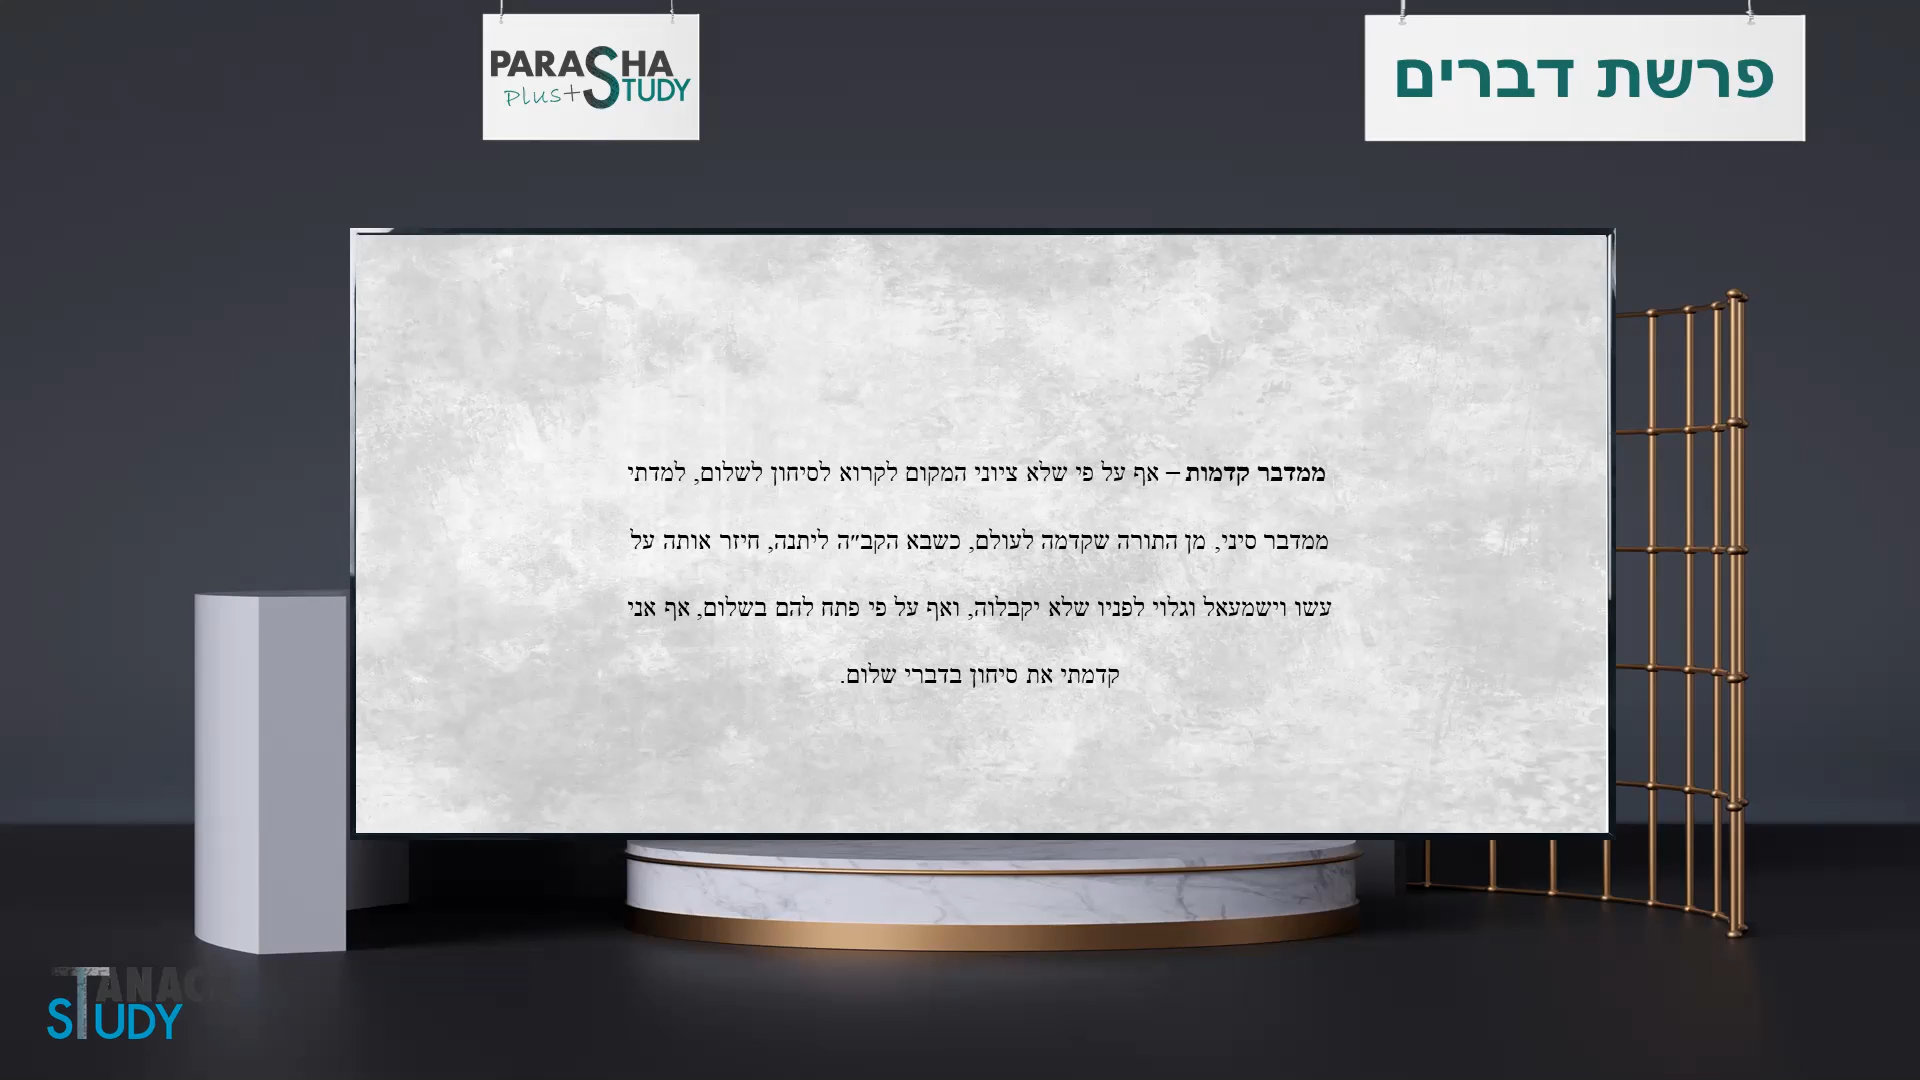 PARASHA
plus+ STUDY
פרשת דברים
ממדבר קדמות – אף על פי שלא ציוני המקום לקרוא לסיחון לשלום, למדתי
ממדבר סיני, מן התורה שקדמה לעולם, כשבא הקב״ה ליתנה, חיזר אותה על
עשו וישמעאל וגלוי לפניו שלא יקבלוה, ואף על פי פתח להם בשלום, אף אני
קדמתי את סיחון בדברי שלום.
TANACH
STUDY